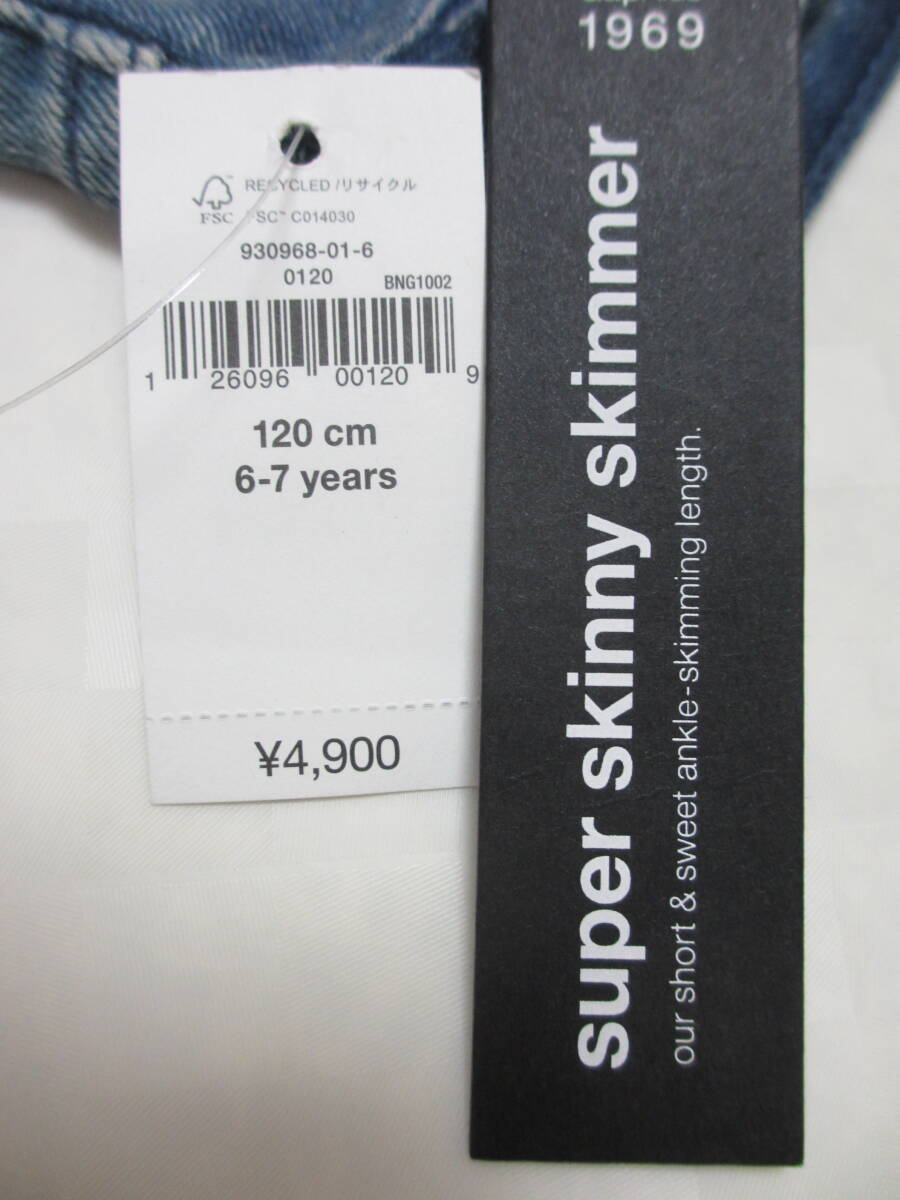 FSC
RECYCLED /リサイクル
FSC™ C014030
930968-01-6
0120
BNG1002
1 26096 00120 9
120 cm
6-7 years
¥4,900
1969
super skinny skimmer
our short & sweet ankle-skimming length.